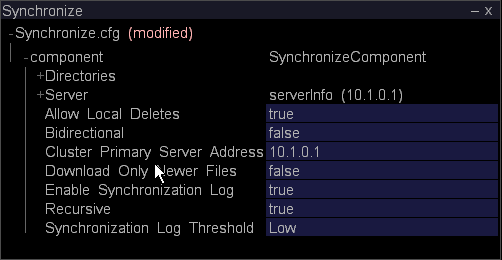 Synchronize – x
-Synchronize.cfg (modified)
-component SynchronizeComponent
+Directories
+Server serverInfo (10.1.0.1)
Allow Local Deletes true
Bidirectional false
Cluster Primary Server Address 10.1.0.1
Download Only Newer Files false
Enable Synchronization Log true
Recursive true
Synchronization Log Threshold Low